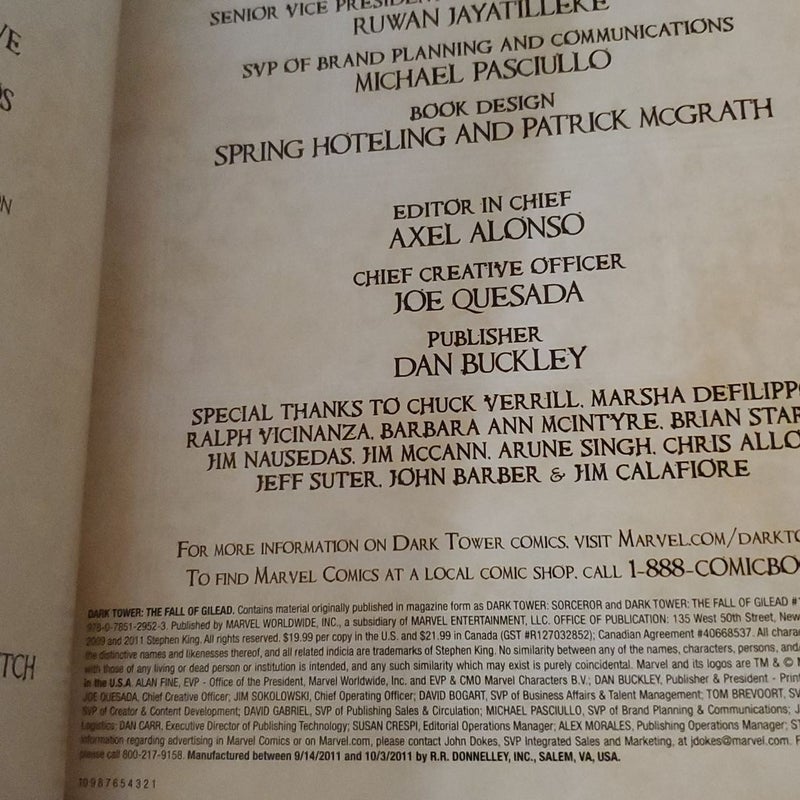 VE
SENIOR VICE PRESIDEN
RUWAN JAYATILLEKE
SVP OF BRAND PLANNING AND COMMUNICATIONS
MICHAEL PASCIULLO
BOOK DESIGN
SPRING HOTELING AND PATRICK MCGRATH
EDITOR IN CHIEF
AXEL ALONSO
CHIEF CREATIVE OFFICER
JOE QUESADA
PUBLISHER
DAN BUCKLEY
SPECIAL THANKS TO CHUCK VERRILL, MARSHA DEFILIPPO
RALPH VICINANZA, BARBARA ANN MCINTYRE, BRIAN STAR
JIM NAUSEDAS, JIM MCCANN, ARUNE SINGH, CHRIS ALLO
JEFF SUTER, JOHN BARBER & JIM CALAFIORE
FOR MORE INFORMATION ON DARK TOWER COMICS, VISIT MARVEL.COM/DARKTO
TO FIND MARVEL COMICS AT A LOCAL COMIC SHOP, CALL 1-888-COMICBO
DARK TOWER: THE FALL OF GILEAD. Contains material originally published in magazine form as DARK TOWER: SORCEROR and DARK TOWER: THE FALL OF GILEAD #
978-0-7851-2952-3. Published by MARVEL WORLDWIDE, INC., a subsidiary of MARVEL ENTERTAINMENT, LLC. OFFICE OF PUBLICATION: 135 West 50th Street, New
2009 and 2011 Stephen King. All rights reserved. $19.99 per copy in the U.S. and $21.99 in Canada (GST #R127032852); Canadian Agreement #40668537. All chara
the distinctive names and likenesses thereof, and all related indicia are trademarks of Stephen King. No similarity between any of the names, characters, persons, and
with those of any living or dead person or institution is intended, and any such similarity which may exist is purely coincidental. Marvel and its logos are TM & ©
in the U.S.A. ALAN FINE, EVP - Office of the President, Marvel Worldwide, Inc. and EVP & CMO Marvel Characters B.V.; DAN BUCKLEY, Publisher & President - Print
JOE QUESADA, Chief Creative Officer; JIM SOKOLOWSKI, Chief Operating Officer; DAVID BOGART, SVP of Business Affairs & Talent Management; TOM BREVOORT, SV
SVP of Creator & Content Development; DAVID GABRIEL, SVP of Publishing Sales & Circulation; MICHAEL PASCIULLO, SVP of Brand Planning & Communications; J
Logistics; DAN CARR, Executive Director of Publishing Technology; SUSAN CRESPI, Editorial Operations Manager; ALEX MORALES, Publishing Operations Manager; ST
information regarding advertising in Marvel Comics or on Marvel.com, please contact John Dokes, SVP Integrated Sales and Marketing, at jdokes@marvel.com. F
please call 800-217-9158. Manufactured between 9/14/2011 and 10/3/2011 by R.R. DONNELLEY, INC., SALEM, VA, USA.
TCH
10 9 8 7 6 5 4 3 2 1